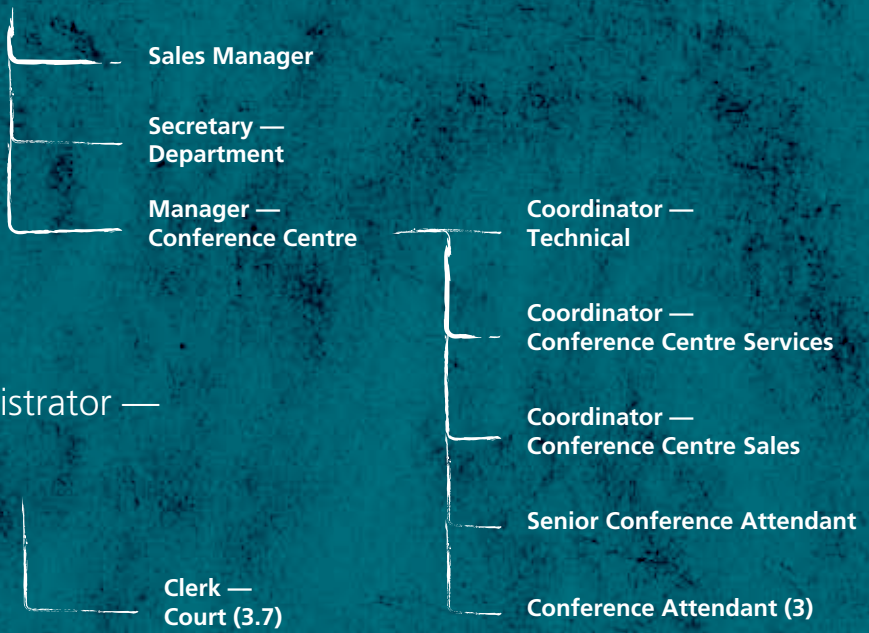 Sales Manager
Secretary —
Department
Manager —
Conference Centre
Coordinator —
Technical
Coordinator —
Conference Centre Services
Coordinator —
Conference Centre Sales
Senior Conference Attendant
Conference Attendant (3)
istrator —
Clerk —
Court (3.7)